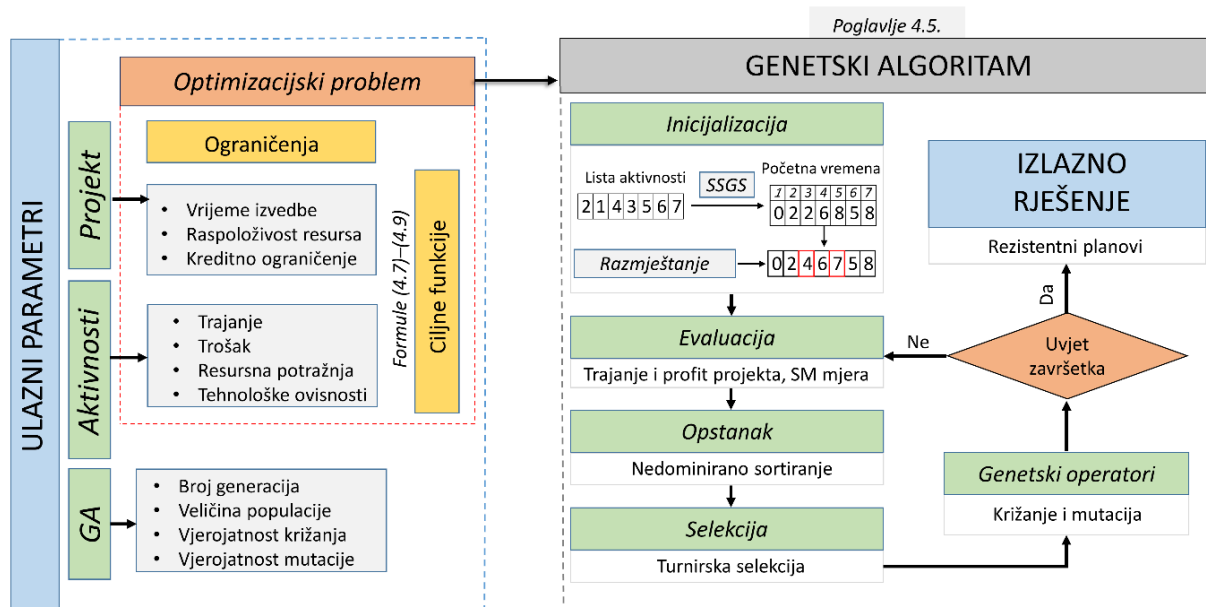 Poglavlje 4.5.
ULAZNI PARAMETRI
Optimizacijski problem
Projekt
Ograničenja
• Vrijeme izvedbe
• Raspoloživost resursa
• Kreditno ograničenje
Aktivnosti
• Trajanje
• Trošak
• Resursna potražnja
• Tehnološke ovisnosti
Formule (4.7)–(4.9)
Ciljne funkcije
GA
• Broj generacija
• Veličina populacije
• Vjerojatnost križanja
• Vjerojatnost mutacije
GENETSKI ALGORITAM
Inicijalizacija
Lista aktivnosti
2 1 4 3 5 6 7
SSGS
Početna vremena
1 2 3 4 5 6 7
0 2 2 6 8 5 8
Razmještanje
0 2 4 6 7 5 8
Evaluacija
Trajanje i profit projekta, SM mjera
Opstanak
Nedominirano sortiranje
Selekcija
Turnirska selekcija
Genetski operatori
Križanje i mutacija
Uvjet
završetka
Ne
Da
IZLAZNO
RJEŠENJE
Rezistentni planovi